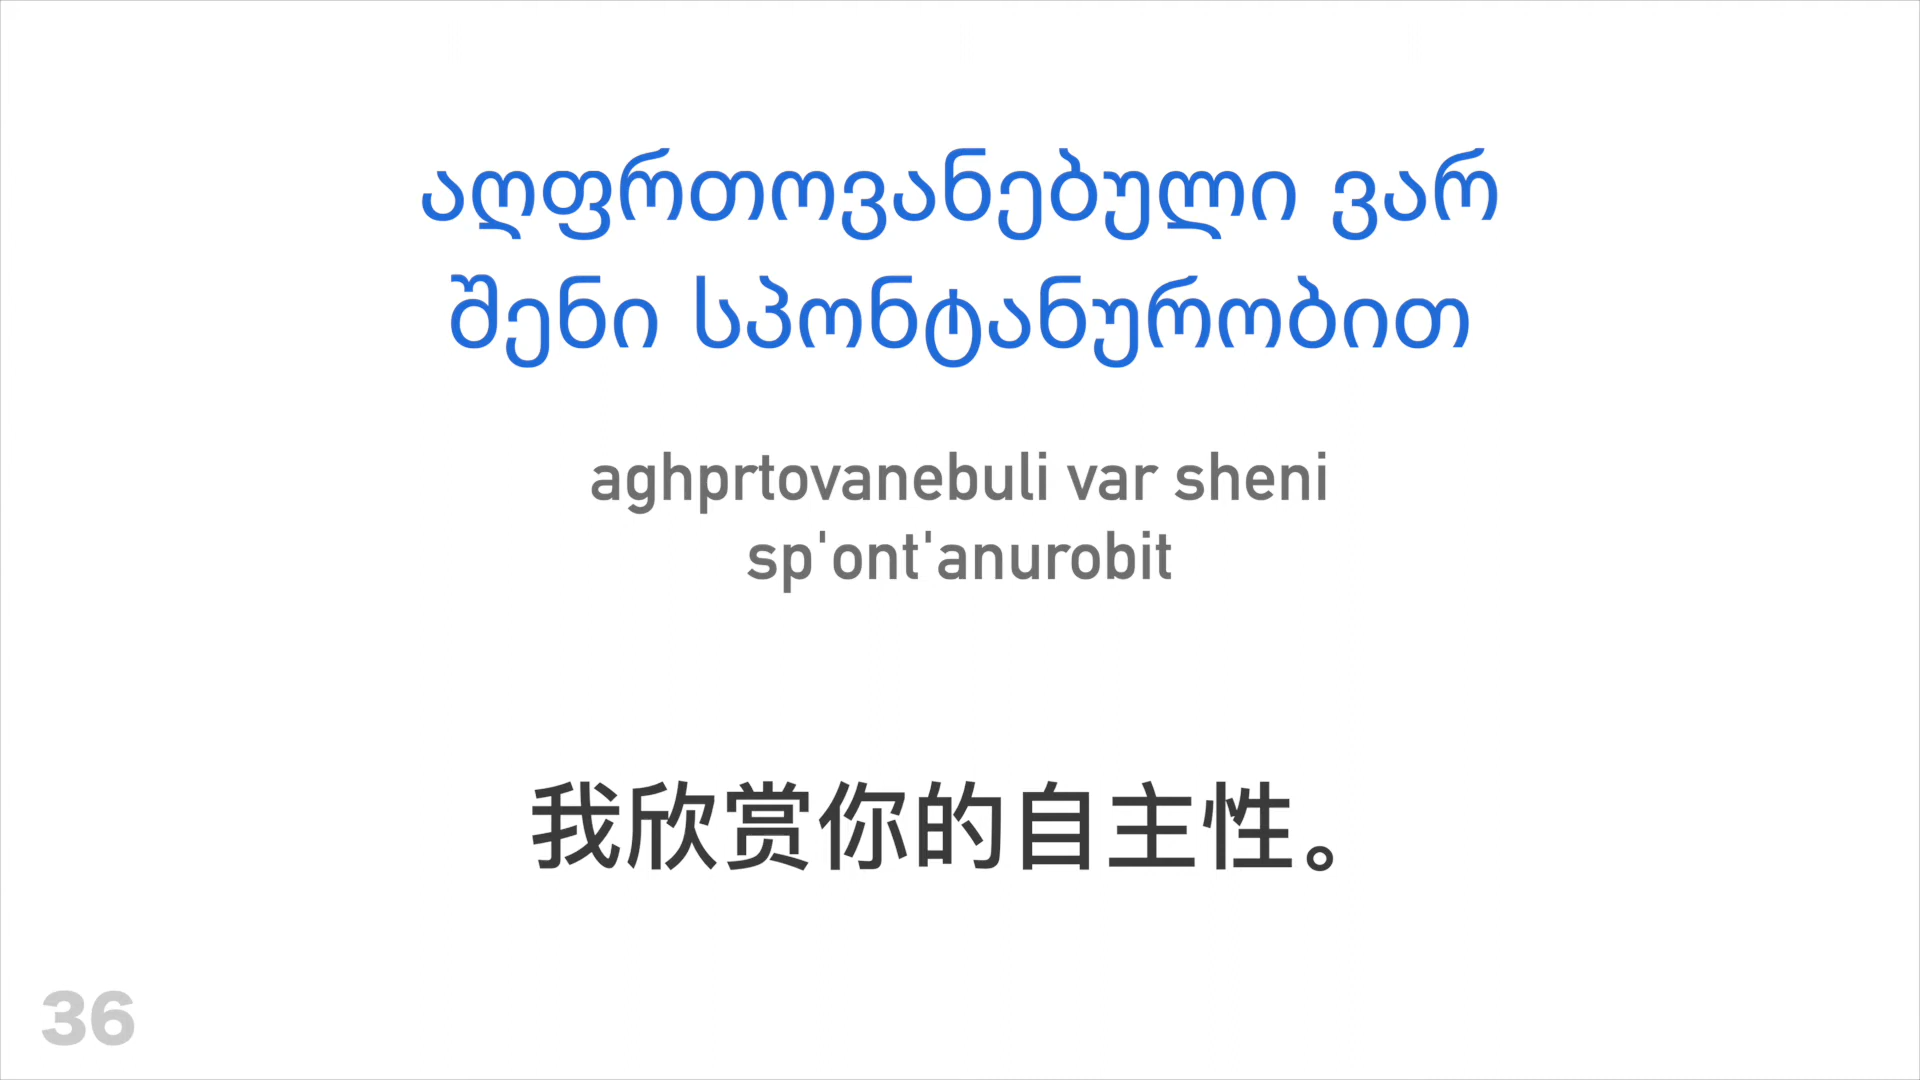 აღფრთოვანებული ვარ
შენი სპონტანურობით
aghprtovanebuli var sheni
sp'ont'anurobit
我欣赏你的自主性。
36